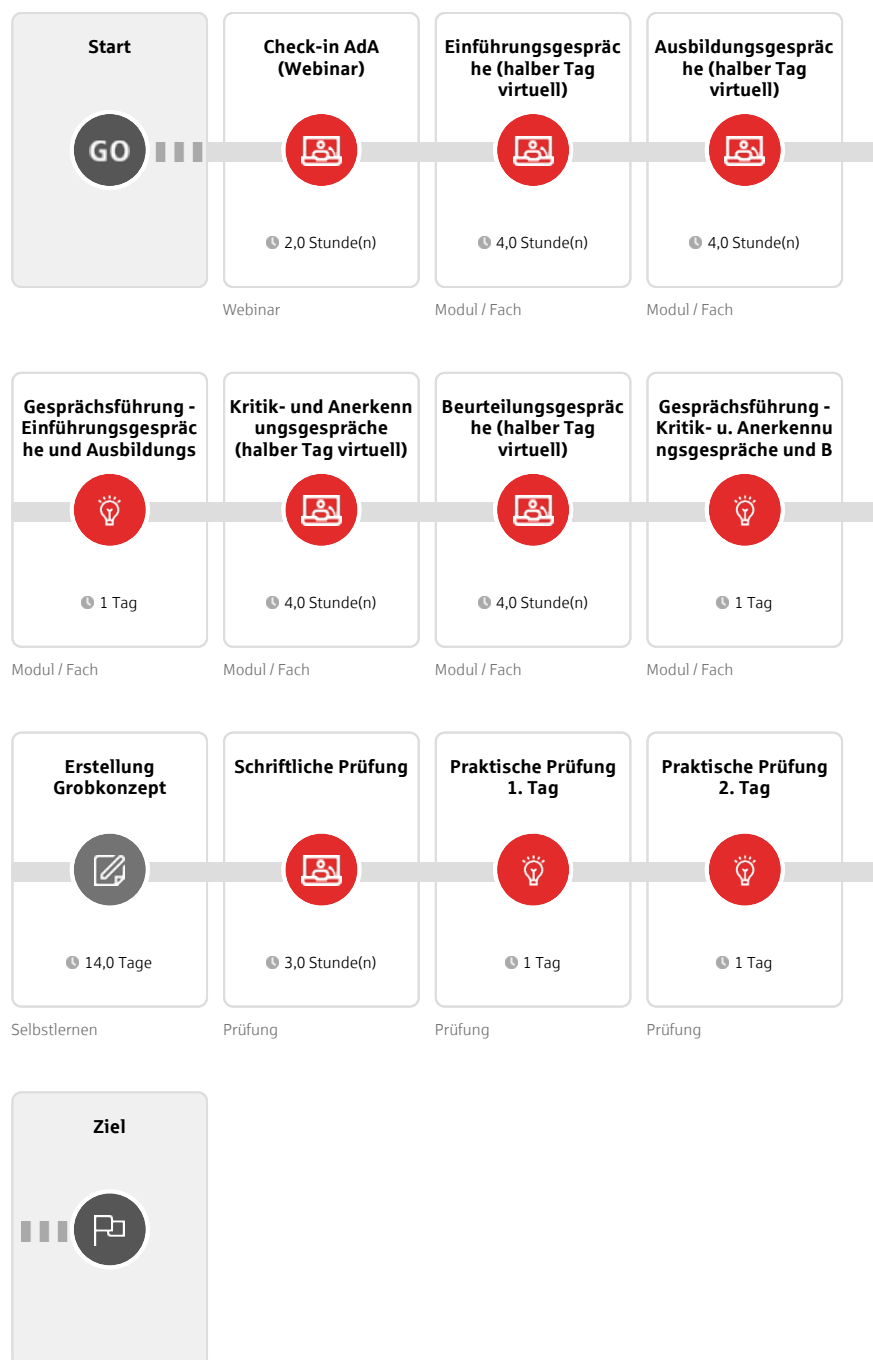 Start
GO
Check-in AdA
(Webinar)
2,0 Stunde(n)
Webinar
Einführungsgespräc
he (halber Tag
virtuell)
4,0 Stunde(n)
Modul / Fach
Ausbildungsgespräc
he (halber Tag
virtuell)
4,0 Stunde(n)
Modul / Fach
Gesprächsführung -
Einführungsgespräc
he und Ausbildungs
1 Tag
Modul / Fach
Kritik- und Anerkenn
ungsgespräche
(halber Tag virtuell)
4,0 Stunde(n)
Modul / Fach
Beurteilungsgespräc
he (halber Tag
virtuell)
4,0 Stunde(n)
Modul / Fach
Gesprächsführung -
Kritik- u. Anerkennu
ngsgespräche und B
1 Tag
Modul / Fach
Erstellung
Grobkonzept
14,0 Tage
Selbstlernen
Schriftliche Prüfung
3,0 Stunde(n)
Prüfung
Praktische Prüfung
1. Tag
1 Tag
Prüfung
Praktische Prüfung
2. Tag
1 Tag
Prüfung
Ziel